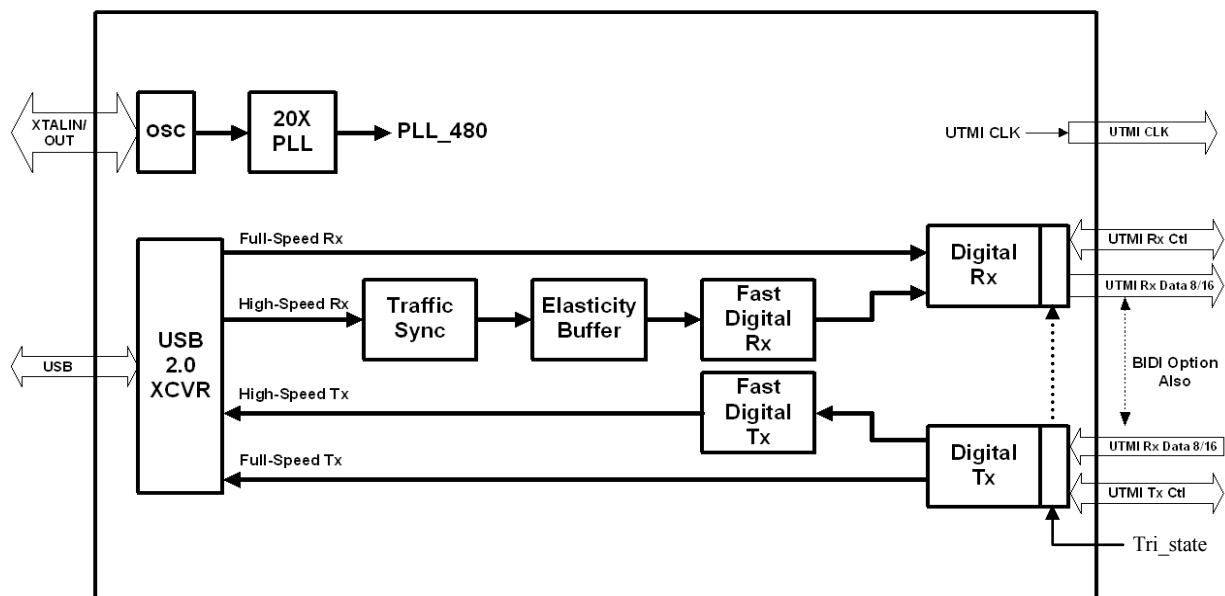 XTALIN/
OUT
OSC
20X
PLL
PLL_480
UTMI CLK
UTMI CLK
Full-Speed Rx
Digital
Rx
UTMI Rx Ctl
UTMI Rx Data 8/16
High-Speed Rx
Traffic
Sync
Elasticity
Buffer
Fast
Digital
Rx
USB
USB
2.0
XCVR
BIDI Option
Also
High-Speed Tx
Fast
Digital
Tx
Full-Speed Tx
Digital
Tx
UTMI Rx Data 8/16
UTMI Tx Ctl
Tri_state